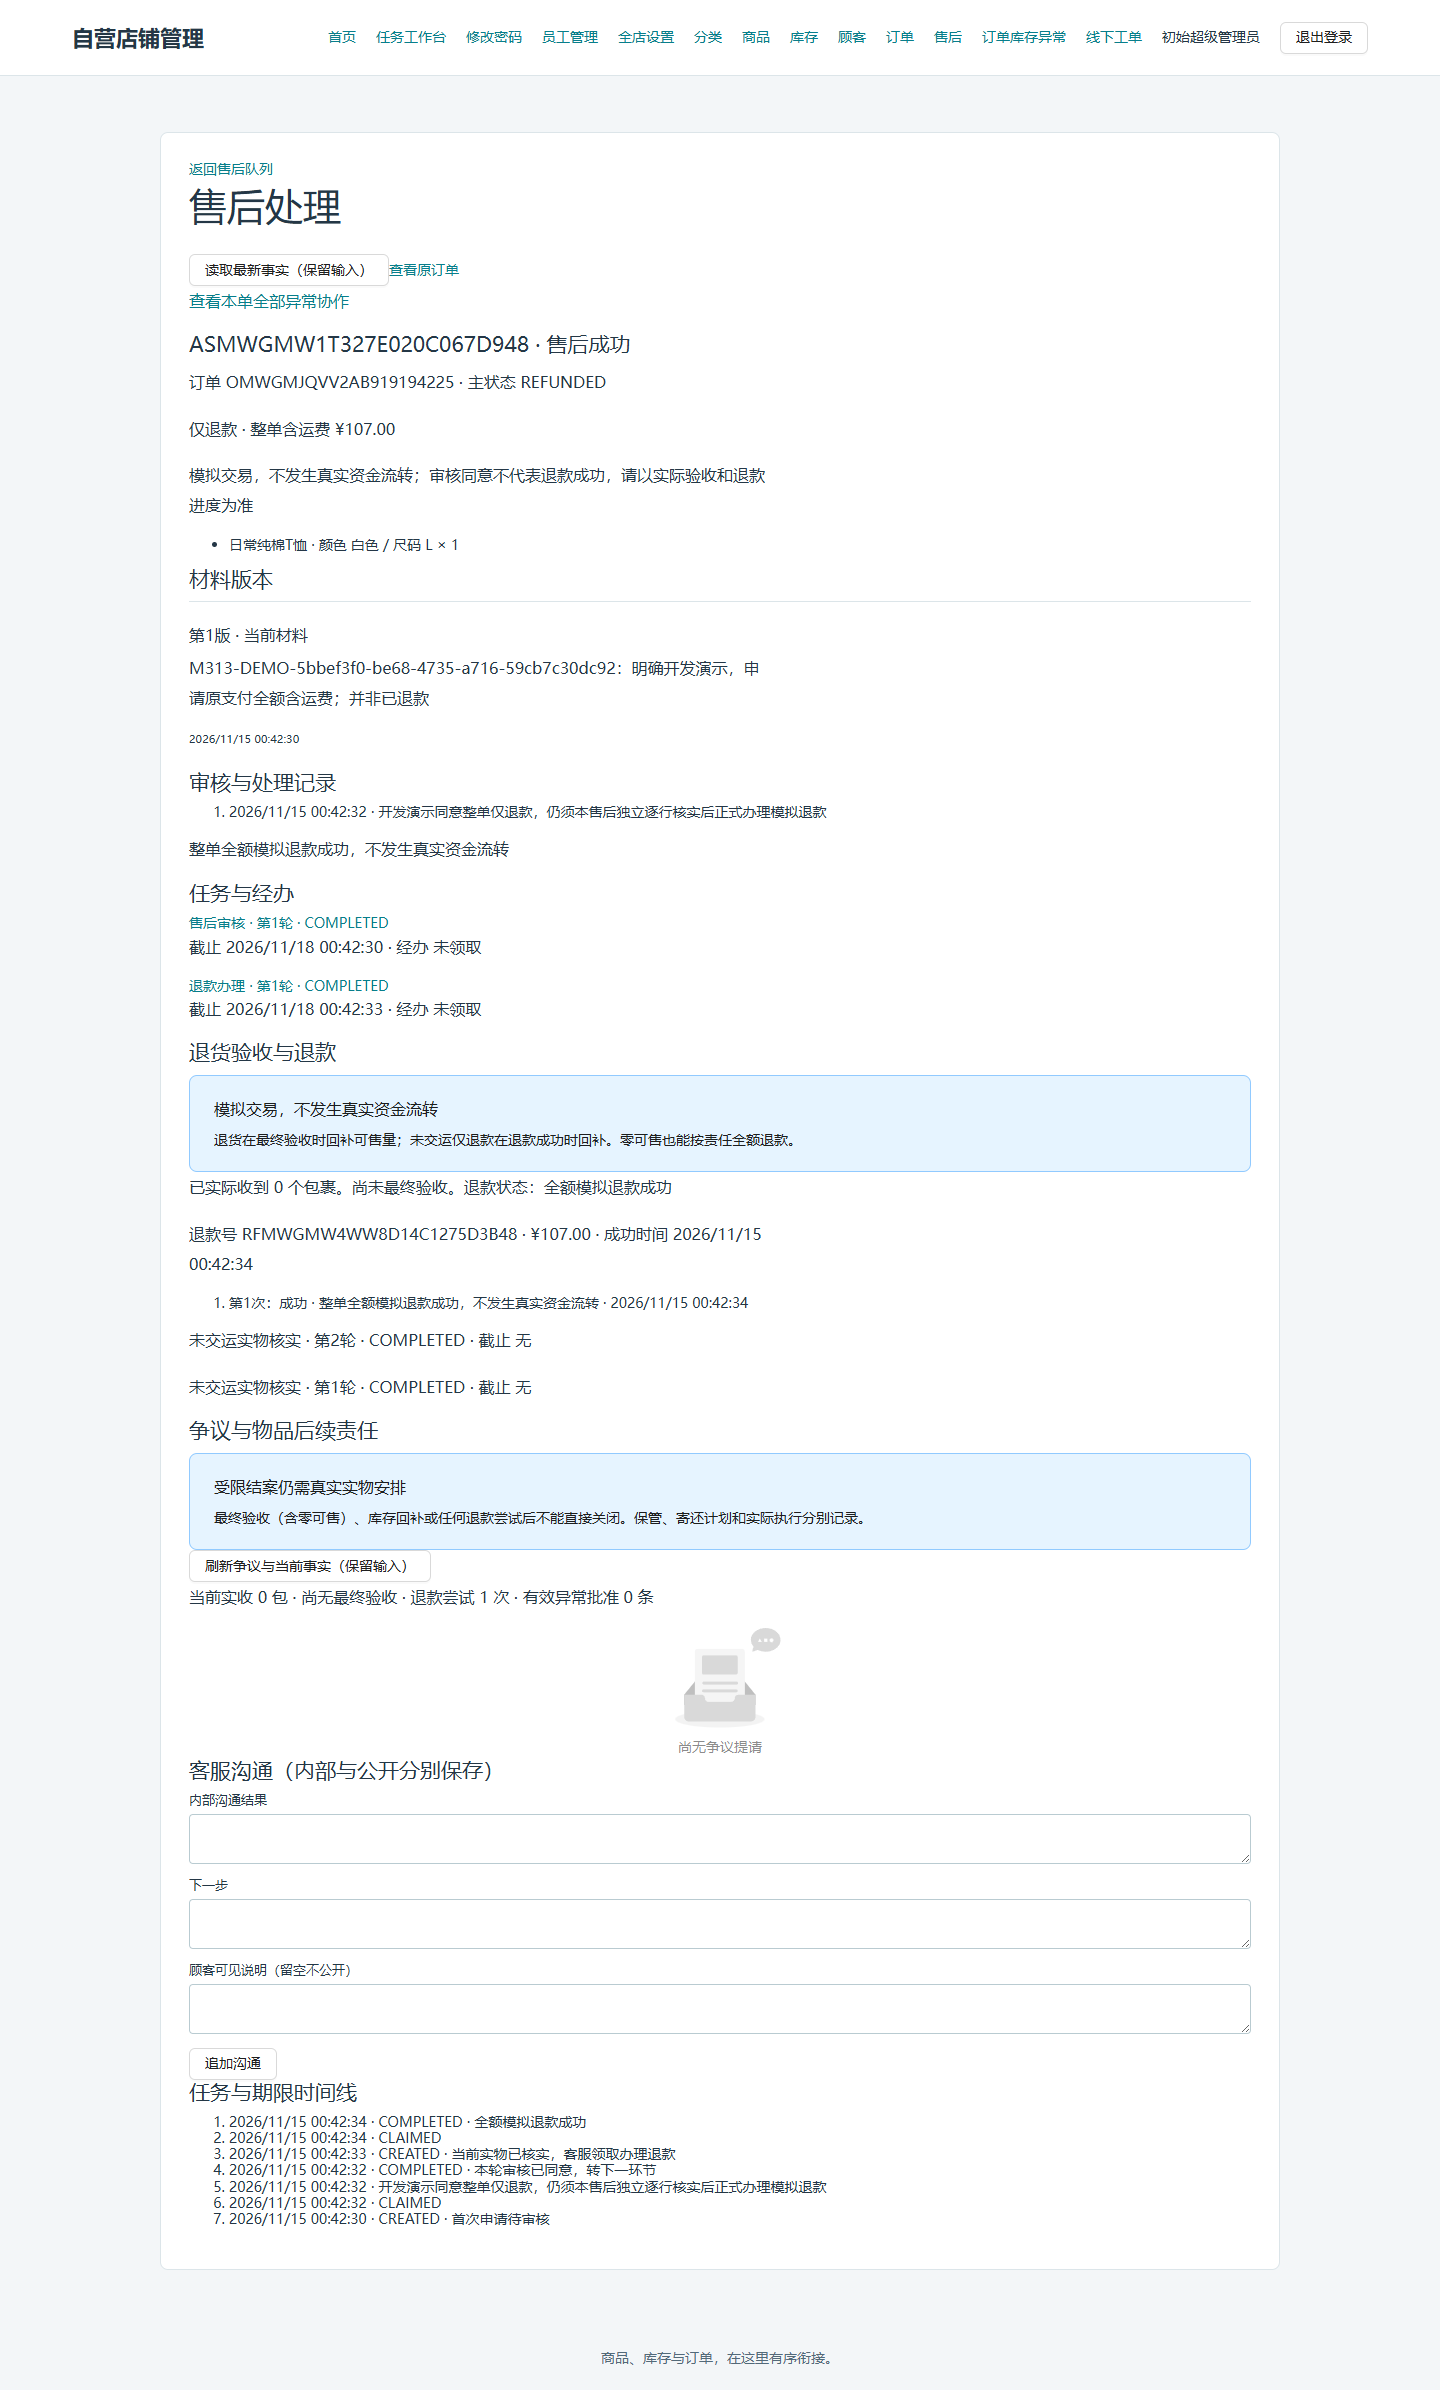 自营店铺管理
首页 任务工作台 修改密码 员工管理 全店设置 分类 商品 库存 顾客 订单 售后 订单库存异常 线下工单 初始超级管理员 退出登录
返回售后队列
售后处理
读取最新事实（保留输入） 查看原订单
查看本单全部异常协作
ASMWGMW1T327E020C067D948 · 售后成功
订单 OMWGMJQVV2AB919194225 · 主状态 REFUNDED
仅退款 · 整单含运费 ¥107.00
模拟交易，不发生真实资金流转；审核同意不代表退款成功，请以实际验收和退款
进度为准
• 日常纯棉T恤 · 颜色 白色 / 尺码 L × 1
材料版本
第1版 · 当前材料
M313-DEMO-5bbef3f0-be68-4735-a716-59cb7c30dc92：明确开发演示，申
请原支付全额含运费；并非已退款
2026/11/15 00:42:30
审核与处理记录
1. 2026/11/15 00:42:32 · 开发演示同意整单仅退款，仍须本售后独立逐行核实后正式办理模拟退款
整单全额模拟退款成功，不发生真实资金流转
任务与经办
售后审核 · 第1轮 · COMPLETED
截止 2026/11/18 00:42:30 · 经办 未领取
退款办理 · 第1轮 · COMPLETED
截止 2026/11/18 00:42:33 · 经办 未领取
退货验收与退款
模拟交易，不发生真实资金流转
退货在最终验收时回补可售量；未交运仅退款在退款成功时回补。零可售也能按责任全额退款。
已实际收到 0 个包裹。尚未最终验收。退款状态：全额模拟退款成功
退款号 RFMWGMW4WW8D14C1275D3B48 · ¥107.00 · 成功时间 2026/11/15
00:42:34
1. 第1次：成功 · 整单全额模拟退款成功，不发生真实资金流转 · 2026/11/15 00:42:34
未交运实物核实 · 第2轮 · COMPLETED · 截止 无
未交运实物核实 · 第1轮 · COMPLETED · 截止 无
争议与物品后续责任
受限结案仍需真实实物安排
最终验收（含零可售）、库存回补或任何退款尝试后不能直接关闭。保管、寄还计划和实际执行分别记录。
刷新争议与当前事实（保留输入）
当前实收 0 包 · 尚无最终验收 · 退款尝试 1 次 · 有效异常批准 0 条
尚无争议提请
客服沟通（内部与公开分别保存）
内部沟通结果
下一步
顾客可见说明（留空不公开）
追加沟通
任务与期限时间线
1. 2026/11/15 00:42:34 · COMPLETED · 全额模拟退款成功
2. 2026/11/15 00:42:34 · CLAIMED
3. 2026/11/15 00:42:33 · CREATED · 当前实物已核实，客服领取办理退款
4. 2026/11/15 00:42:32 · COMPLETED · 本轮审核已同意，转下一环节
5. 2026/11/15 00:42:32 · 开发演示同意整单仅退款，仍须本售后独立逐行核实后正式办理模拟退款
6. 2026/11/15 00:42:32 · CLAIMED
7. 2026/11/15 00:42:30 · CREATED · 首次申请待审核
商品、库存与订单，在这里有序衔接。